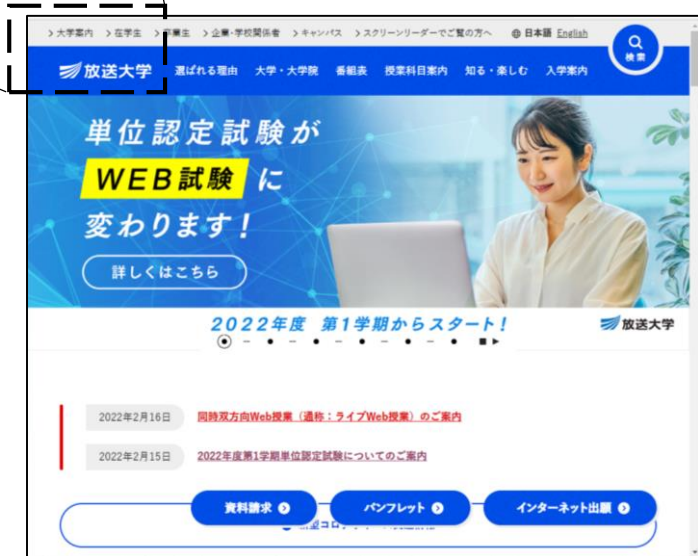 > 大学案内 > 在学生 > 卒業生 > 企業・学校関係者 > キャンパス > スクリーンリーダーでご覧の方へ 日本語 English
検索
放送大学 選ばれる理由 大学・大学院 番組表 授業科目案内 知る・楽しむ 入学案内
単位認定試験が
WEB試験に
変わります!
詳しくはこちら
2022年度 第1学期からスタート!
放送大学
2022年2月16日 同時双方向Web授業（通称：ライブWeb授業）のご案内
2022年2月15日 2022年度第1学期単位認定試験についてのご案内
資料請求 パンフレット インターネット出願